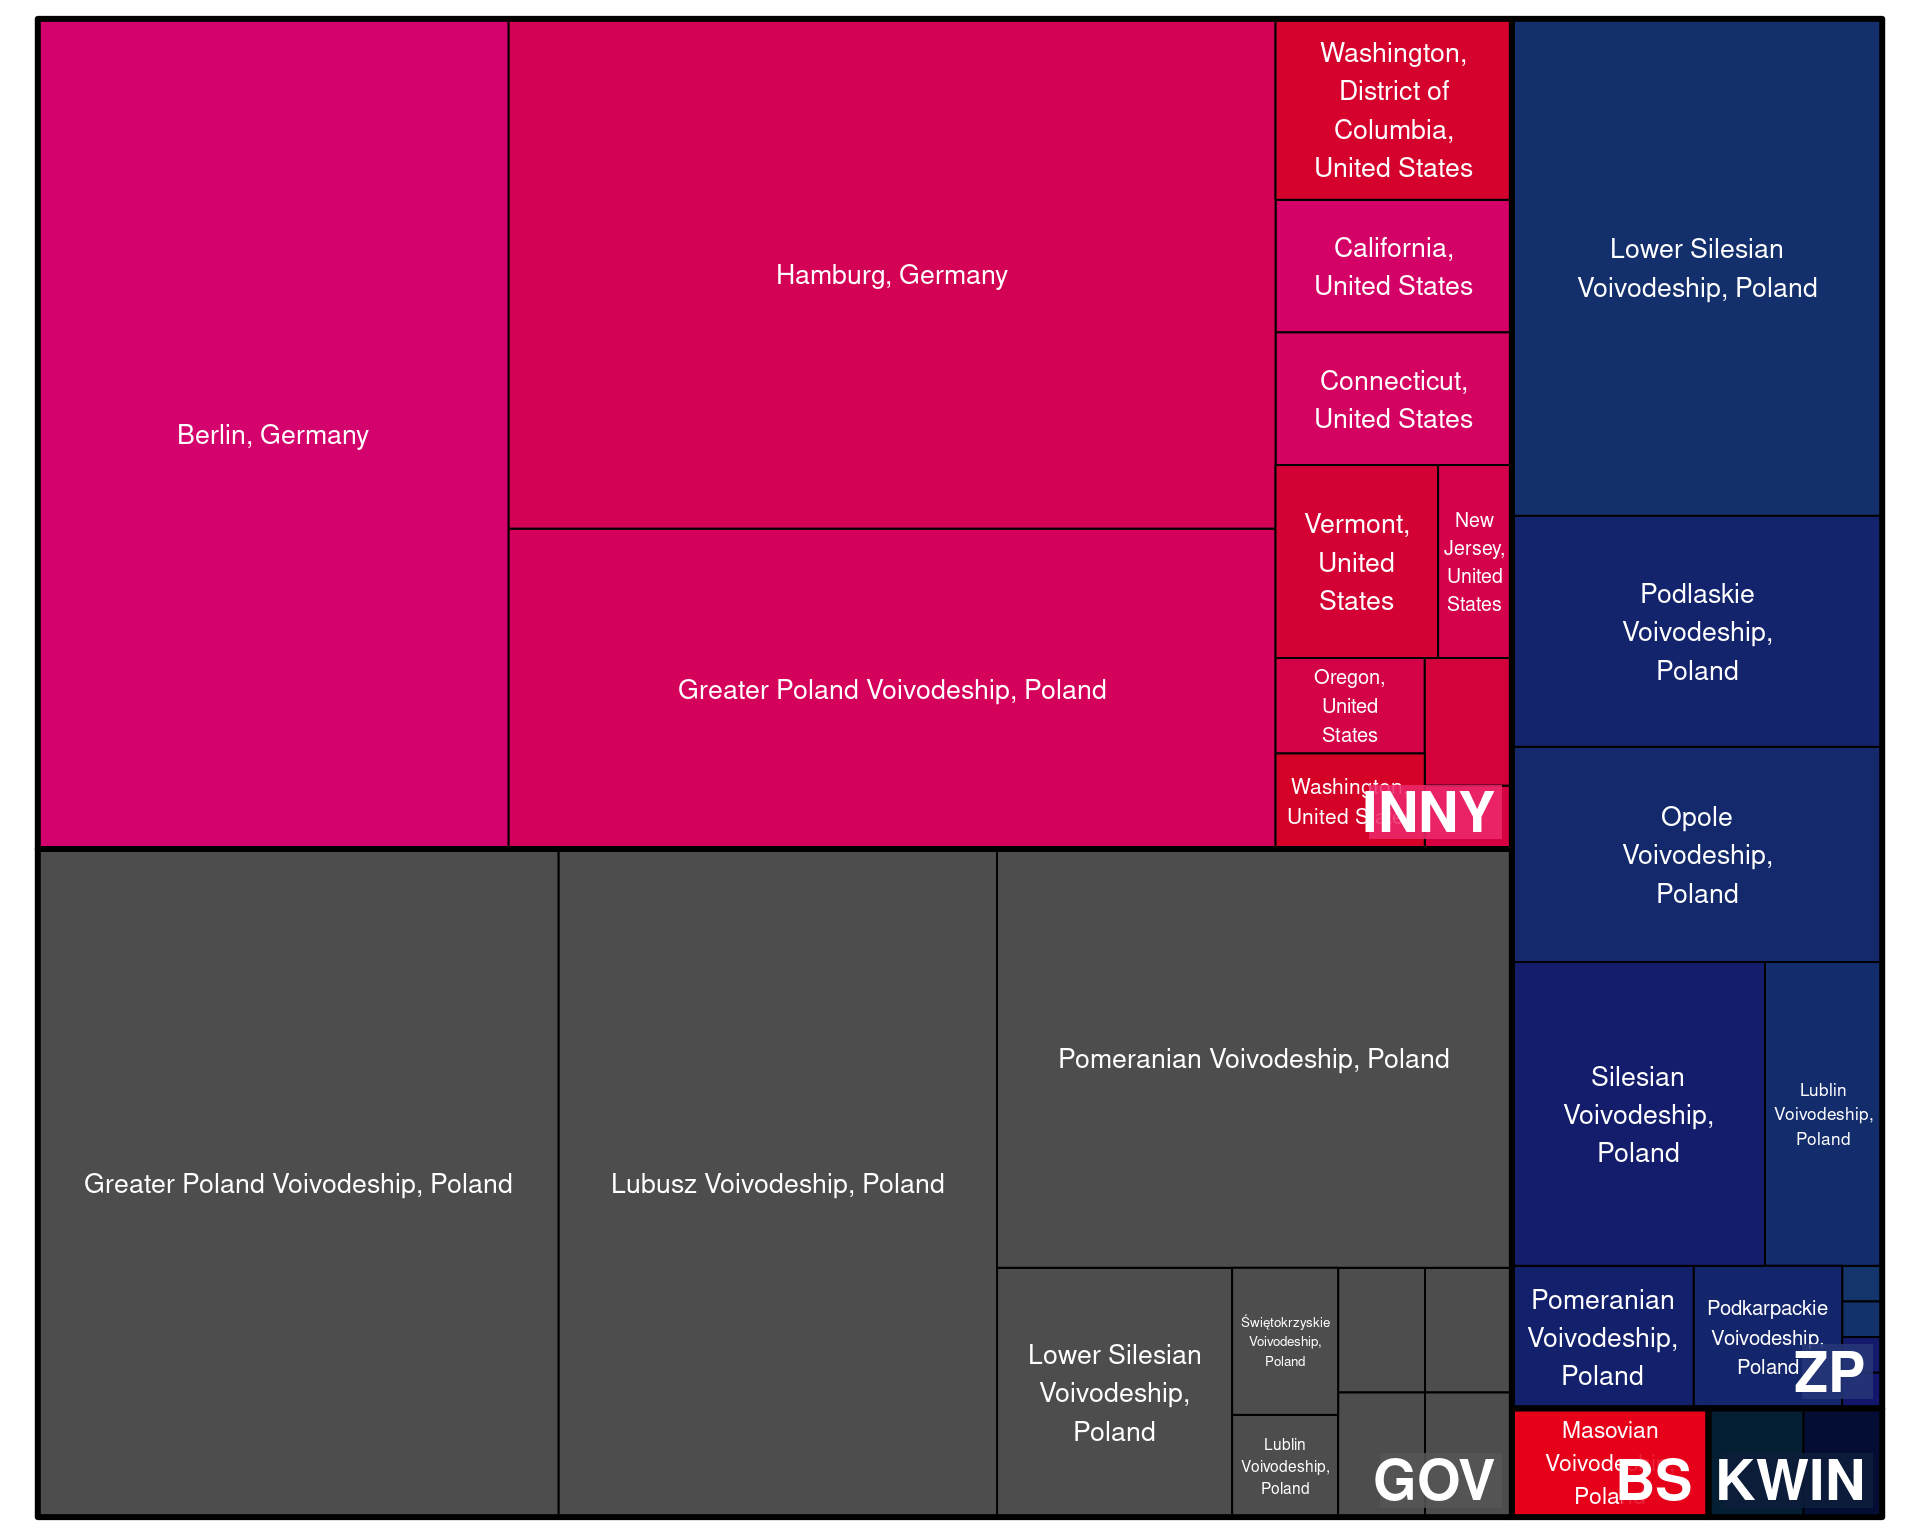 Berlin, Germany
Hamburg, Germany
Greater Poland Voivodeship, Poland
Washington,
District of
Columbia,
United States
California,
United States
Connecticut,
United States
Vermont,
United
States
New
Jersey,
United
States
Oregon,
United
States
Washington,
United
INNY
Greater Poland Voivodeship, Poland
Lubusz Voivodeship, Poland
Pomeranian Voivodeship, Poland
Lower Silesian
Voivodeship,
Poland
Świętokrzyskie
Voivodeship,
Poland
Lublin
Voivodeship,
Poland
GOV
Lower Silesian
Voivodeship, Poland
Podlaskie
Voivodeship,
Poland
Opole
Voivodeship,
Poland
Silesian
Voivodeship,
Poland
Lublin
Voivodeship,
Poland
Pomeranian
Voivodeship,
Poland
Podkarpackie
Voivodeship,
Poland
ZP
Masovian
Voivodeship,
Poland
BS
KWIN